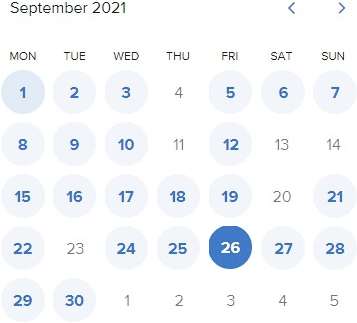 September 2021 < >
MON TUE WED THU FRI SAT SUN
1 2 3 4 5 6 7
8 9 10 11 12 13 14
15 16 17 18 19 20 21
22 23 24 25 26 27 28
29 30 1 2 3 4 5